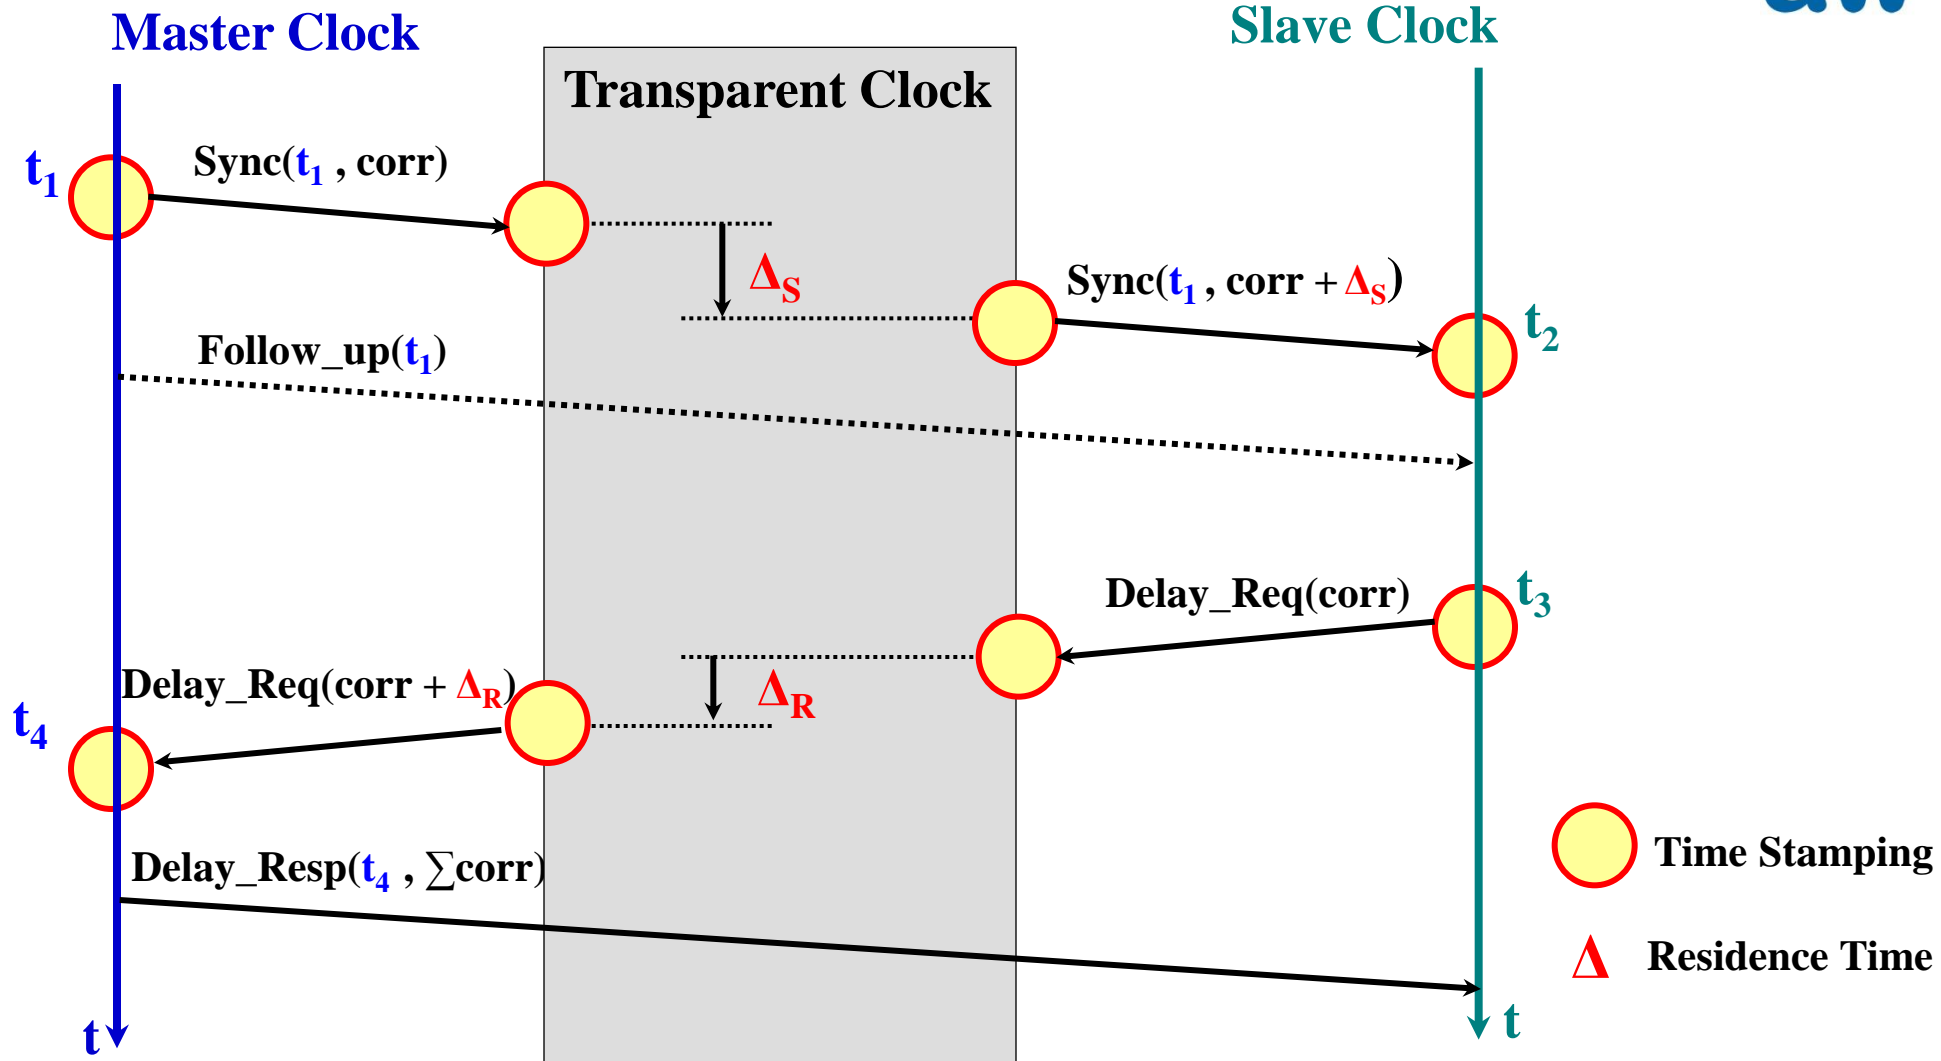 Master Clock
Slave Clock
Transparent Clock
t1
Sync(t1 , corr)
ΔS
Sync(t1 , corr + ΔS)
t2
Follow_up(t1)
Delay_Req(corr)
t3
Delay_Req(corr + ΔR)
ΔR
t4
Delay_Resp(t4 , ∑corr)
Time Stamping
Δ Residence Time
t
t